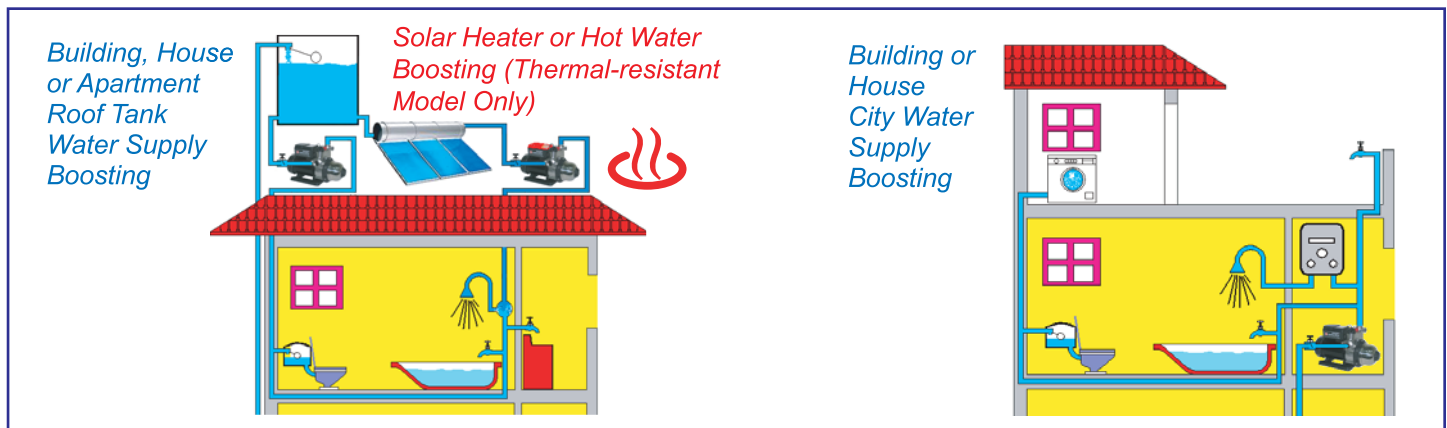 Building, House
or Apartment
Roof Tank
Water Supply
Boosting
Solar Heater or Hot Water
Boosting (Thermal-resistant
Model Only)
Building or
House
City Water
Supply
Boosting